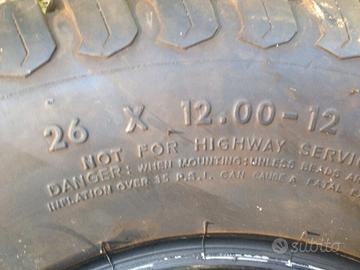 26 X 12.00-12
NOT FOR HIGHWAY SERVI
DANGER: WHEN MOUNTING: UNLESS BEADS AR
INFLATION OVER 35 P.S.I. CAN CAUSE A FATAL
subito